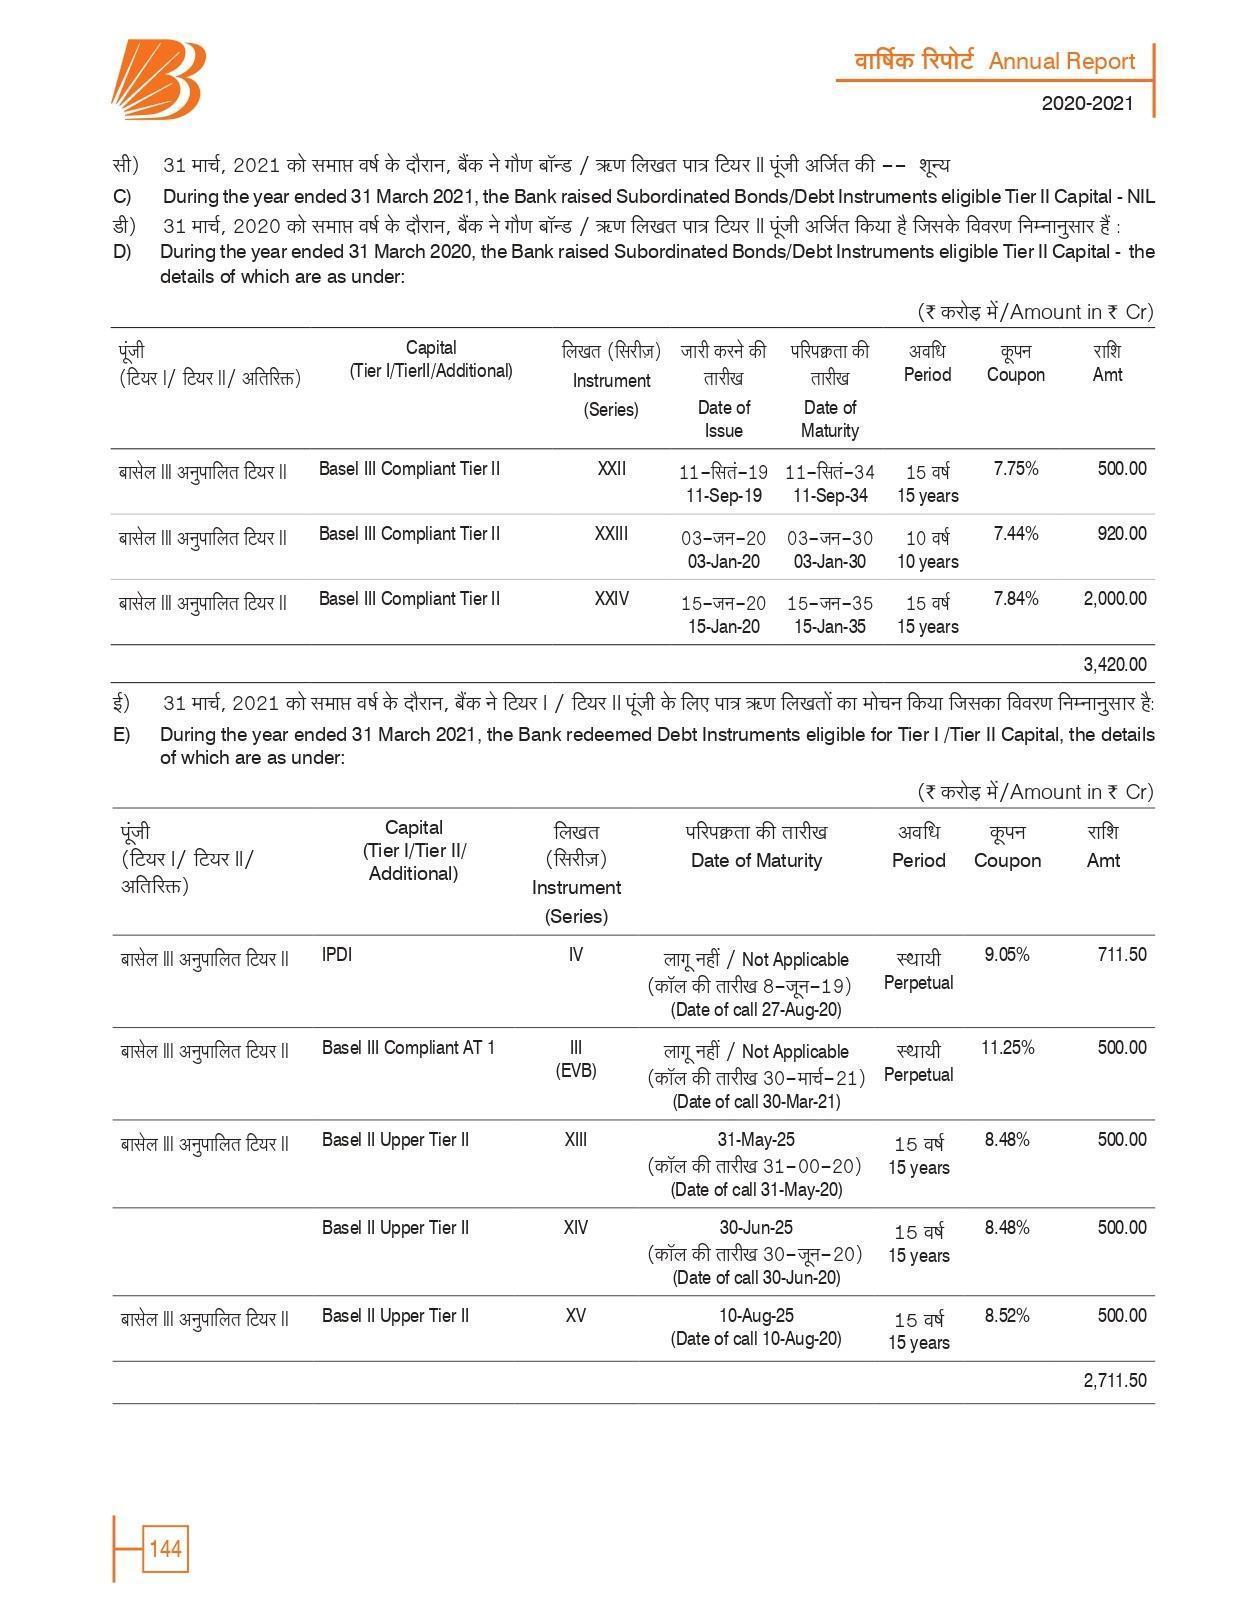 वार्षिक रिपोर्ट Annual Report
2020-2021
सी) 31 मार्च, 2021 को समाप्त वर्ष के दौरान, बैंक ने गौण बॉन्ड / ऋण लिखत पात्र टियर II पूंजी अर्जित की -- शून्य
C) During the year ended 31 March 2021, the Bank raised Subordinated Bonds/Debt Instruments eligible Tier II Capital - NIL
डी) 31 मार्च, 2020 को समाप्त वर्ष के दौरान, बैंक ने गौण बॉन्ड / ऋण लिखत पात्र टियर II पूंजी अर्जित किया है जिसके विवरण निम्नानुसार हैं :
D) During the year ended 31 March 2020, the Bank raised Subordinated Bonds/Debt Instruments eligible Tier II Capital - the
details of which are as under:
(₹ करोड़ में/Amount in ₹ Cr)
पूंजी Capital लिखत (सिरीज़) जारी करने की परिपक्वता की अवधि कूपन राशि
(टियर I/ टियर II/ अतिरिक्त) (Tier I/TierII/Additional) Instrument तारीख तारीख Period Coupon Amt
(Series) Date of Date of
Issue Maturity
बासेल III अनुपालित टियर II Basel III Compliant Tier II XXII 11-सितं-19 11-सितं-34 15 वर्ष 7.75% 500.00
11-Sep-19 11-Sep-34 15 years
बासेल III अनुपालित टियर II Basel III Compliant Tier II XXIII 03-जन-20 03-जन-30 10 वर्ष 7.44% 920.00
03-Jan-20 03-Jan-30 10 years
बासेल III अनुपालित टियर II Basel III Compliant Tier II XXIV 15-जन-20 15-जन-35 15 वर्ष 7.84% 2,000.00
15-Jan-20 15-Jan-35 15 years
3,420.00
ई) 31 मार्च, 2021 को समाप्त वर्ष के दौरान, बैंक ने टियर I / टियर II पूंजी के लिए पात्र ऋण लिखतों का मोचन किया जिसका विवरण निम्नानुसार है:
E) During the year ended 31 March 2021, the Bank redeemed Debt Instruments eligible for Tier I /Tier II Capital, the details
of which are as under:
(₹ करोड़ में/Amount in ₹ Cr)
पूंजी Capital लिखत परिपक्वता की तारीख अवधि कूपन राशि
(टियर I/ टियर II/ (Tier I/Tier II/ (सिरीज़) Date of Maturity Period Coupon Amt
अतिरिक्त) Additional) Instrument
(Series)
बासेल III अनुपालित टियर II IPDI IV लागू नहीं / Not Applicable स्थायी 9.05% 711.50
(कॉल की तारीख 8-जून-19) Perpetual
(Date of call 27-Aug-20)
बासेल III अनुपालित टियर II Basel III Compliant AT 1 III लागू नहीं / Not Applicable स्थायी 11.25% 500.00
(EVB) (कॉल की तारीख 30-मार्च-21) Perpetual
(Date of call 30-Mar-21)
बासेल III अनुपालित टियर II Basel II Upper Tier II XIII 31-May-25 15 वर्ष 8.48% 500.00
(कॉल की तारीख 31-00-20) 15 years
(Date of call 31-May-20)
Basel II Upper Tier II XIV 30-Jun-25 15 वर्ष 8.48% 500.00
(कॉल की तारीख 30-जून-20) 15 years
(Date of call 30-Jun-20)
बासेल III अनुपालित टियर II Basel II Upper Tier II XV 10-Aug-25 15 वर्ष 8.52% 500.00
(Date of call 10-Aug-20) 15 years
2,711.50
144